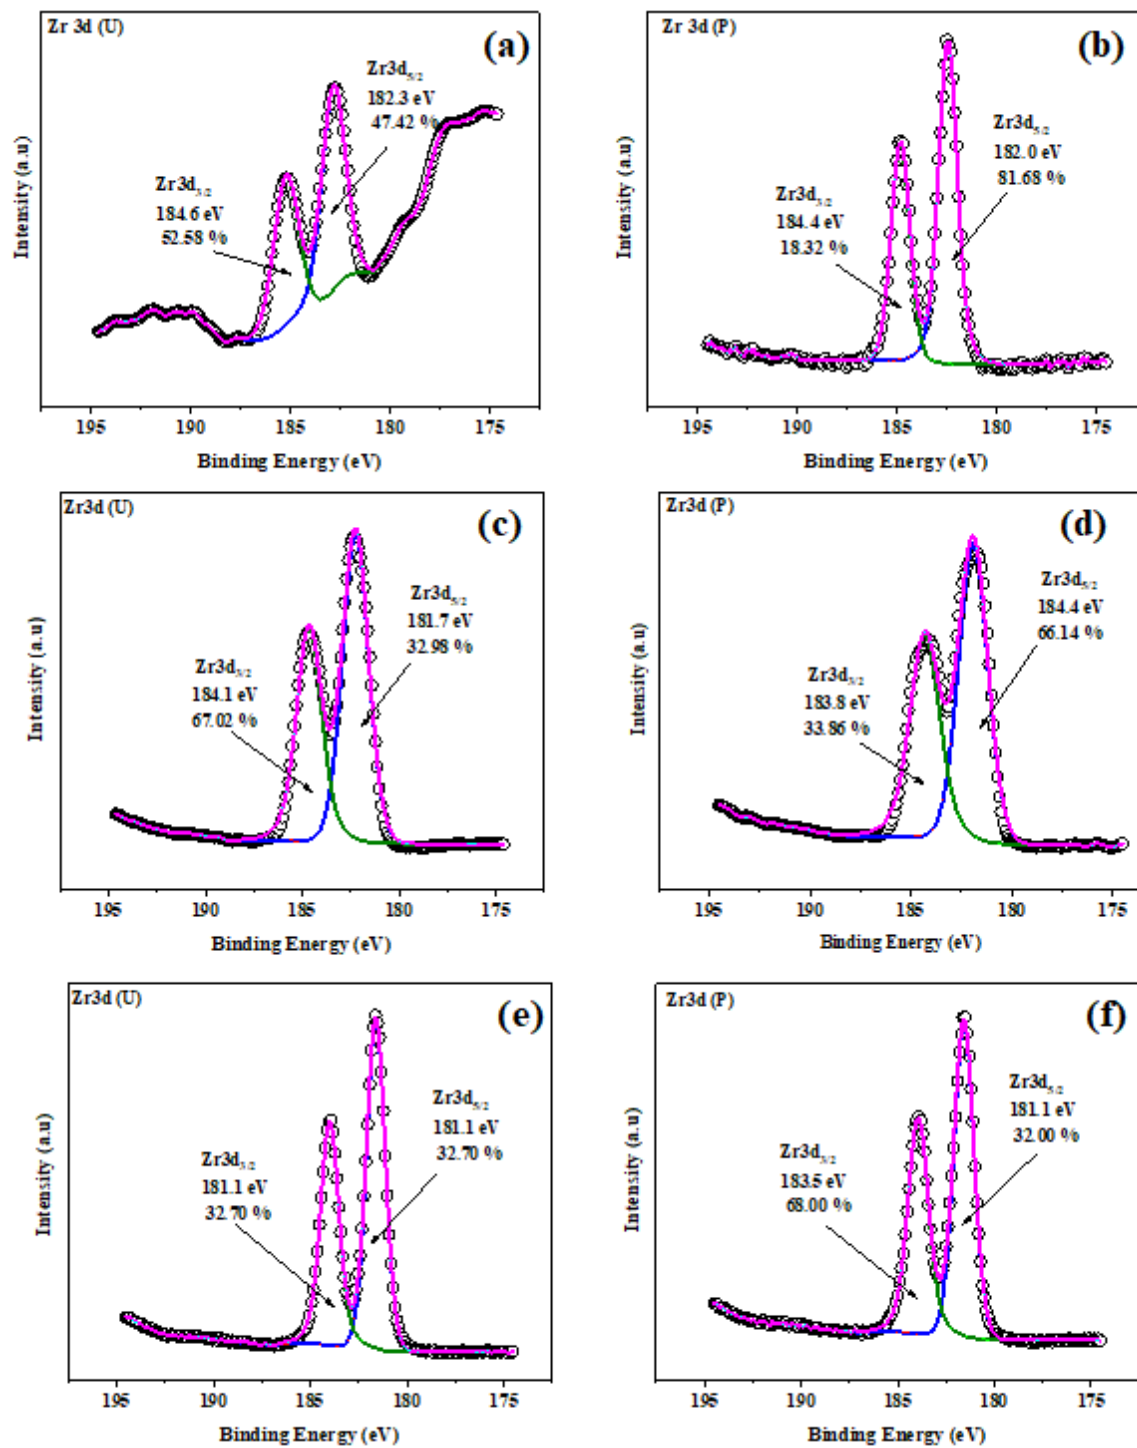 Zr 3d (U)
(a)
Zr3d5/2
182.3 eV
47.42 %
Zr3d3/2
184.6 eV
52.58 %
Intensity (a.u)
195 190 185 180 175
Binding Energy (eV)
Zr 3d (P)
(b)
Zr3d5/2
182.0 eV
81.68 %
Zr3d3/2
184.4 eV
18.32 %
Intensity (a.u)
195 190 185 180 175
Binding Energy (eV)
Zr3d (U)
(c)
Zr3d5/2
181.7 eV
32.98 %
Zr3d3/2
184.1 eV
67.02 %
Intensity (a.u)
195 190 185 180 175
Binding Energy (eV)
Zr3d (P)
(d)
Zr3d5/2
184.4 eV
66.14 %
Zr3d3/2
183.8 eV
33.86 %
Intensity (a.u)
195 190 185 180 175
Binding Energy (eV)
Zr3d (U)
(e)
Zr3d5/2
181.1 eV
32.70 %
Zr3d3/2
181.1 eV
32.70 %
Intensity (a.u)
195 190 185 180 175
Binding Energy (eV)
Zr3d (P)
(f)
Zr3d5/2
181.1 eV
32.00 %
Zr3d3/2
183.5 eV
68.00 %
Intensity (a.u)
195 190 185 180 175
Binding Energy (eV)